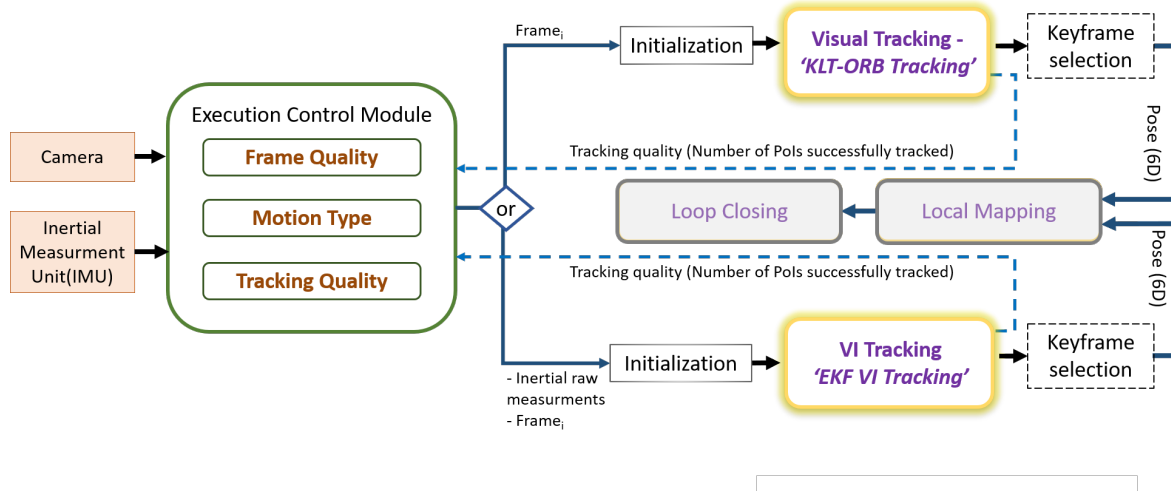 Camera
Inertial
Measurment
Unit(IMU)
Execution Control Module
Frame Quality
Motion Type
Tracking Quality
or
Frameᵢ
Initialization
Visual Tracking -
‘KLT-ORB Tracking’
Keyframe
selection
Tracking quality (Number of PoIs successfully tracked)
Pose (6D)
Loop Closing
Local Mapping
Tracking quality (Number of PoIs successfully tracked)
Pose (6D)
- Inertial raw
measurments
- Frameᵢ
Initialization
VI Tracking
‘EKF VI Tracking’
Keyframe
selection